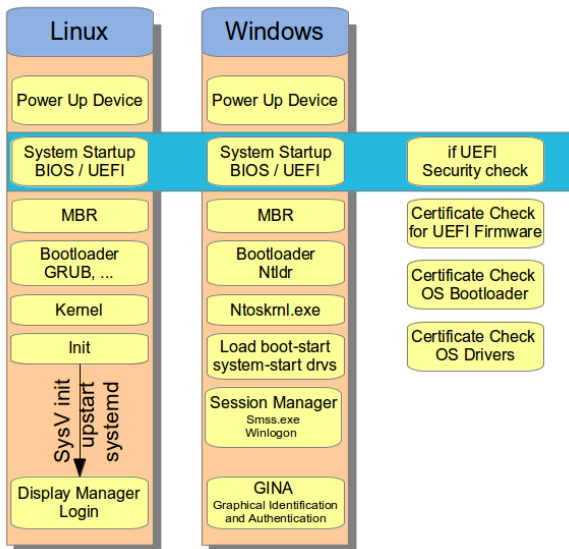 Linux
Power Up Device
System Startup
BIOS / UEFI
MBR
Bootloader
GRUB, ...
Kernel
Init
SysV init
upstart
systemd
Display Manager
Login
Windows
Power Up Device
System Startup
BIOS / UEFI
MBR
Bootloader
Ntldr
Ntoskrnl.exe
Load boot-start
system-start drvs
Session Manager
Smss.exe
Winlogon
GINA
Graphical Identification
and Authentication
if UEFI
Security check
Certificate Check
for UEFI Firmware
Certificate Check
OS Bootloader
Certificate Check
OS Drivers